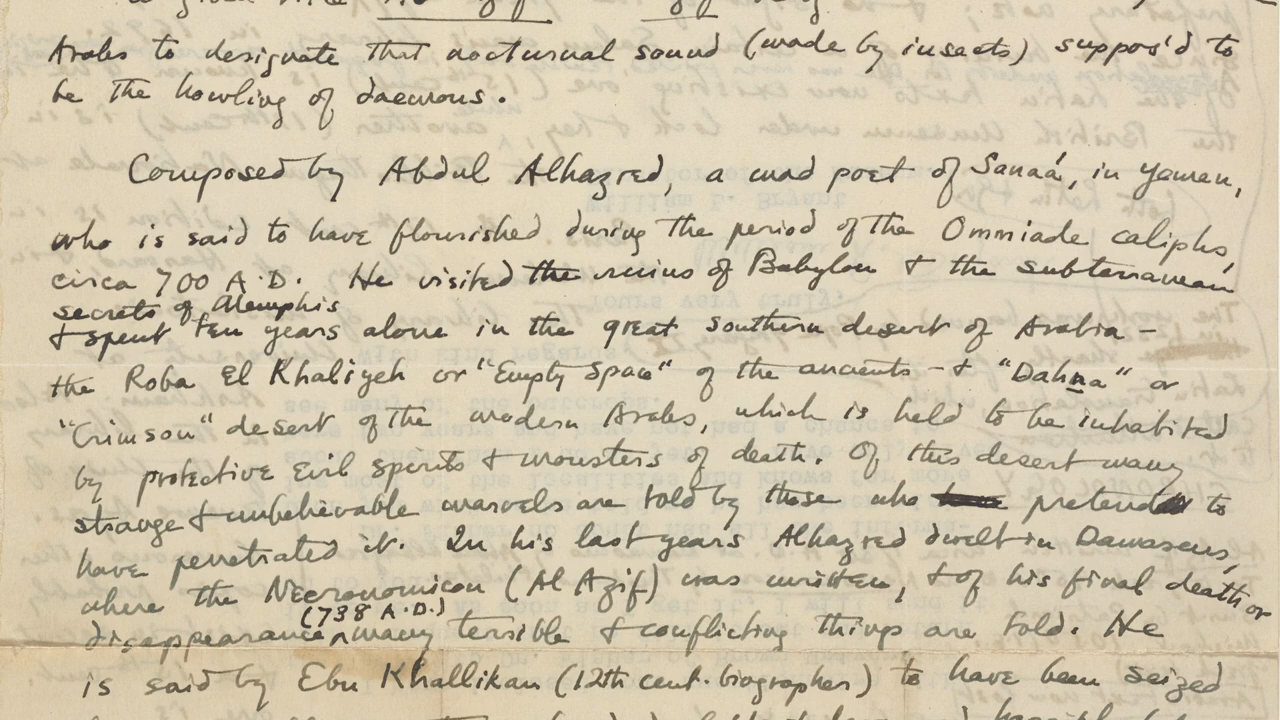 Arabs to designate that nocturnal sound (made by insects) suppos'd to
be the howling of daemons.
Composed by Abdul Alhazred, a mad poet of Sanaá, in Yemen,
who is said to have flourished during the period of the Ommiade caliphs,
circa 700 A.D. He visited the ruins of Babylon & the subterranean
secrets of Memphis
& spent ten years alone in the great southern desert of Arabia —
the Roba El Khaliyeh or "Empty Space" of the ancients — & "Dahna" or
"Crimson" desert of the modern Arabs, which is held to be inhabited
by protective evil spirits & monsters of death. Of this desert many
strange & unbelievable marvels are told by those who pretend to
have penetrated it. In his last years Alhazred dwelt in Damascus,
where the Necronomicon (Al Azif) was written, & of his final death or
disappearance (738 A.D.) many terrible & conflicting things are told. He
is said by Ebn Khallikan (12th cent. biographer) to have been seized